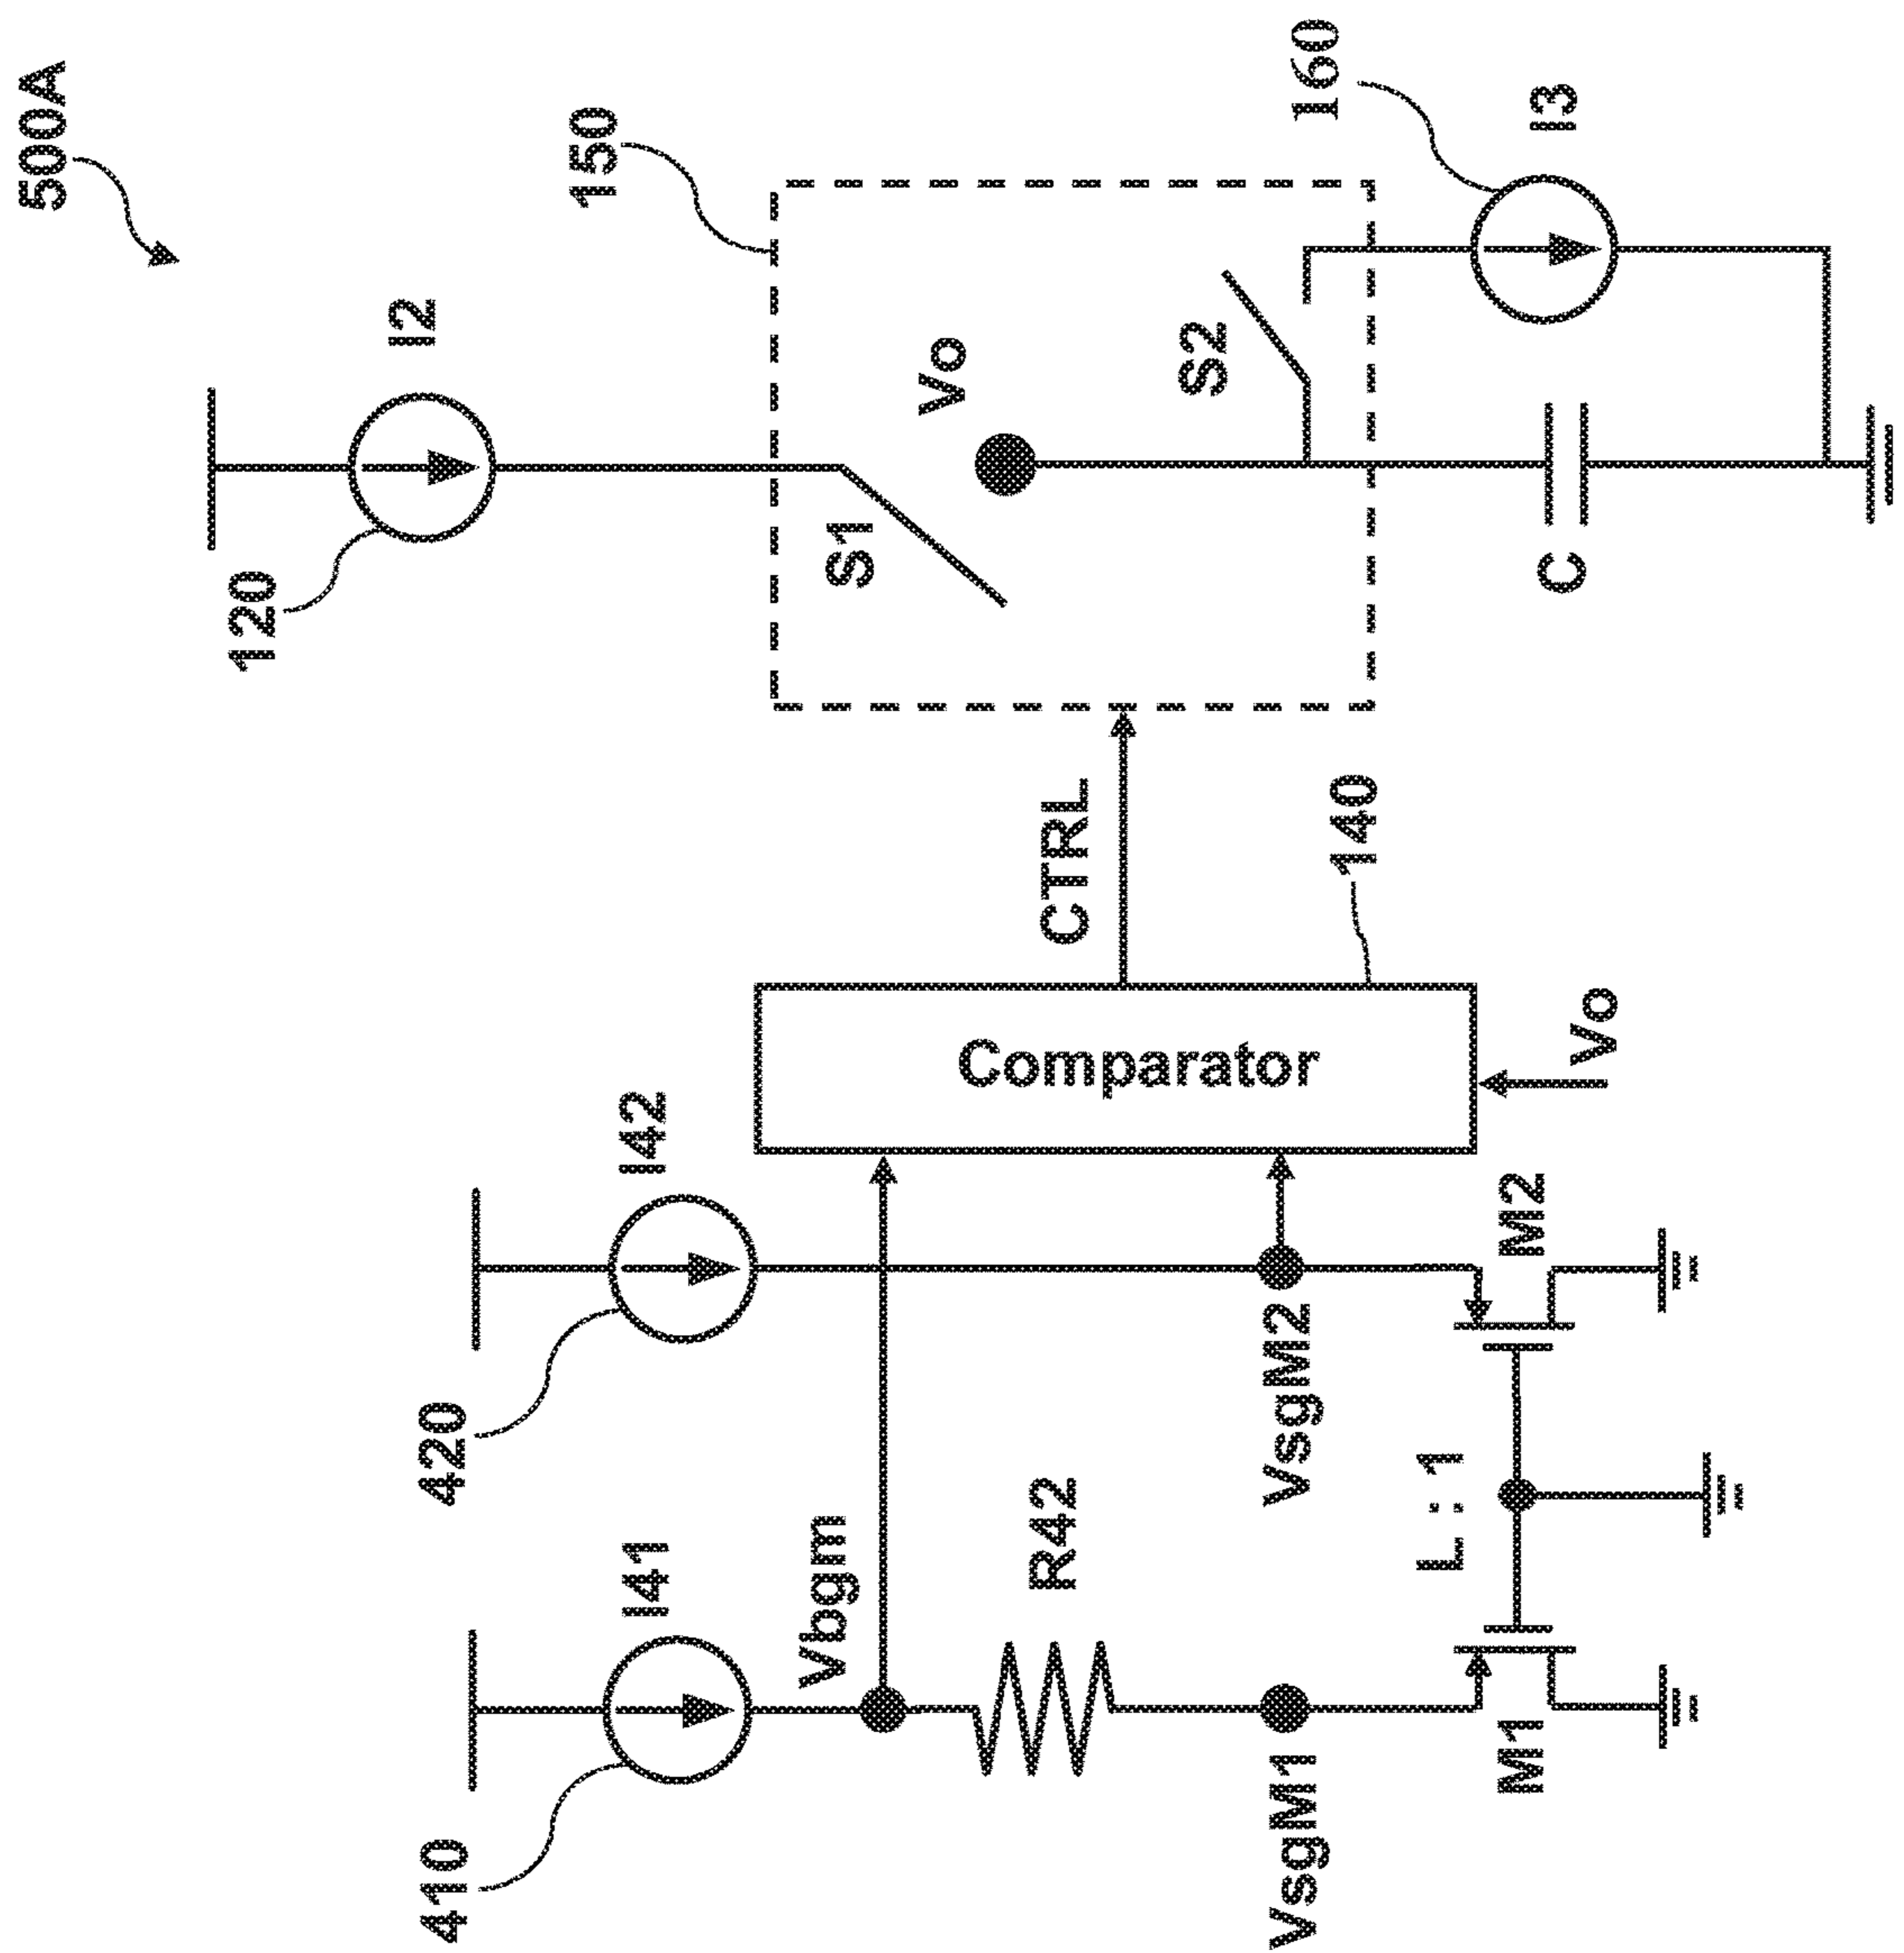 500A
120
I2
150
S1
Vo
S2
160
I3
C
410
I41
420
I42
Vbgm
R42
VsgM1
VsgM2
L : 1
M1
M2
Comparator
CTRL
140
Vo